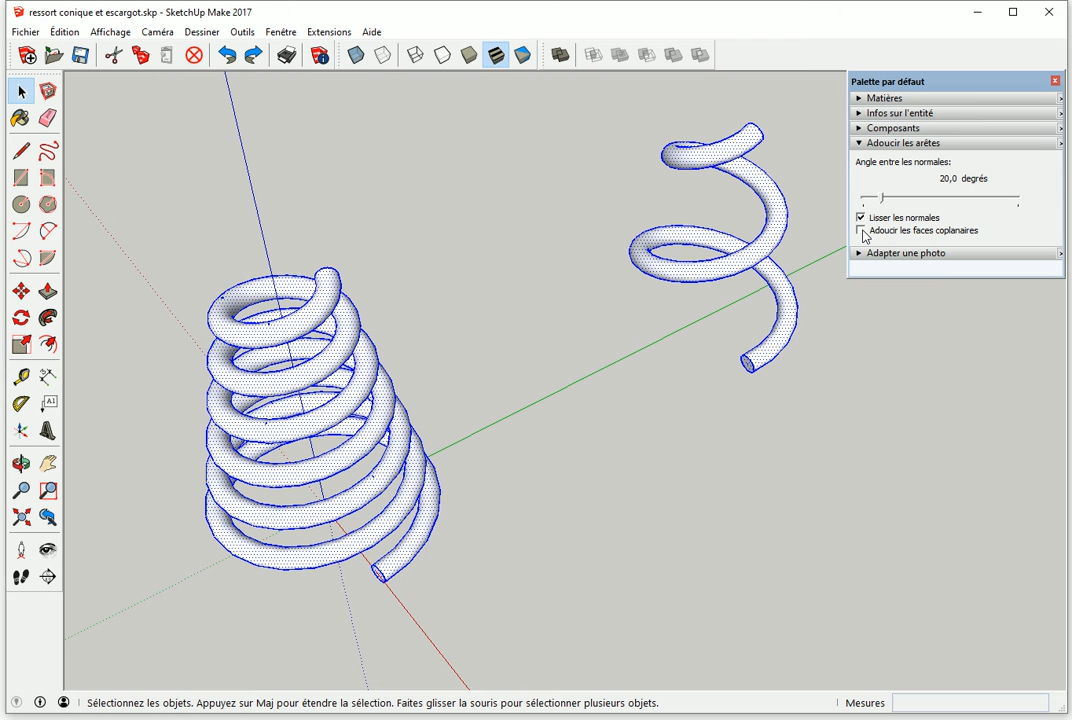 ressort conique et escargot.skp - SketchUp Make 2017
Fichier Édition Affichage Caméra Dessiner Outils Fenêtre Extensions Aide
Palette par défaut
Matières
Infos sur l'entité
Composants
Adoucir les arêtes
Angle entre les normales:
20,0 degrés
Lisser les normales
Adoucir les faces coplanaires
Adapter une photo
A1
Sélectionnez les objets. Appuyez sur Maj pour étendre la sélection. Faites glisser la souris pour sélectionner plusieurs objets.
Mesures